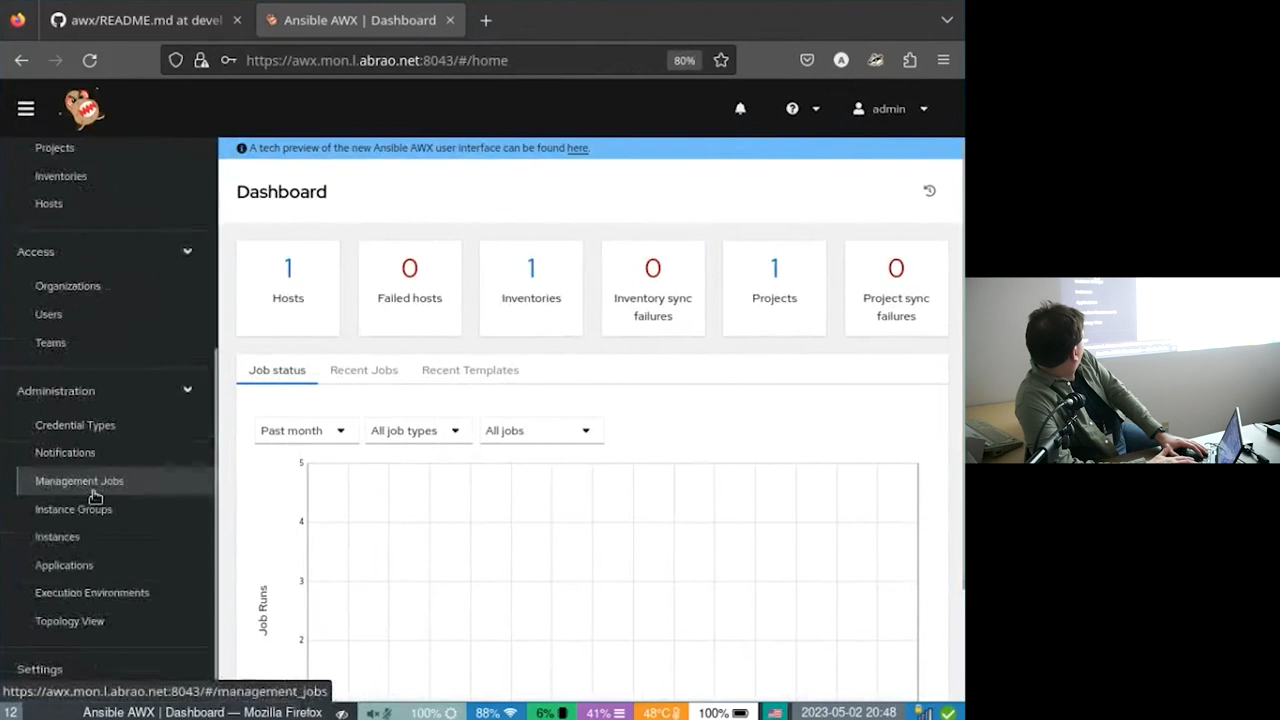 awx/README.md at devel
Ansible AWX | Dashboard
https://awx.mon.l.abrao.net:8043/#/home
80%
admin
Projects
Inventories
Hosts
Access
Organizations
Users
Teams
Administration
Credential Types
Notifications
Management Jobs
Instance Groups
Instances
Applications
Execution Environments
Topology View
Settings
https://awx.mon.l.abrao.net:8043/#/management_jobs
A tech preview of the new Ansible AWX user interface can be found here.
Dashboard
1
Hosts
0
Failed hosts
1
Inventories
0
Inventory sync
failures
1
Projects
0
Project sync
failures
Job status
Recent Jobs
Recent Templates
Past month
All job types
All jobs
5
4
3
2
Job Runs
12
Ansible AWX | Dashboard — Mozilla Firefox
100%
88%
6%
41%
48°C
100%
2023-05-02 20:48